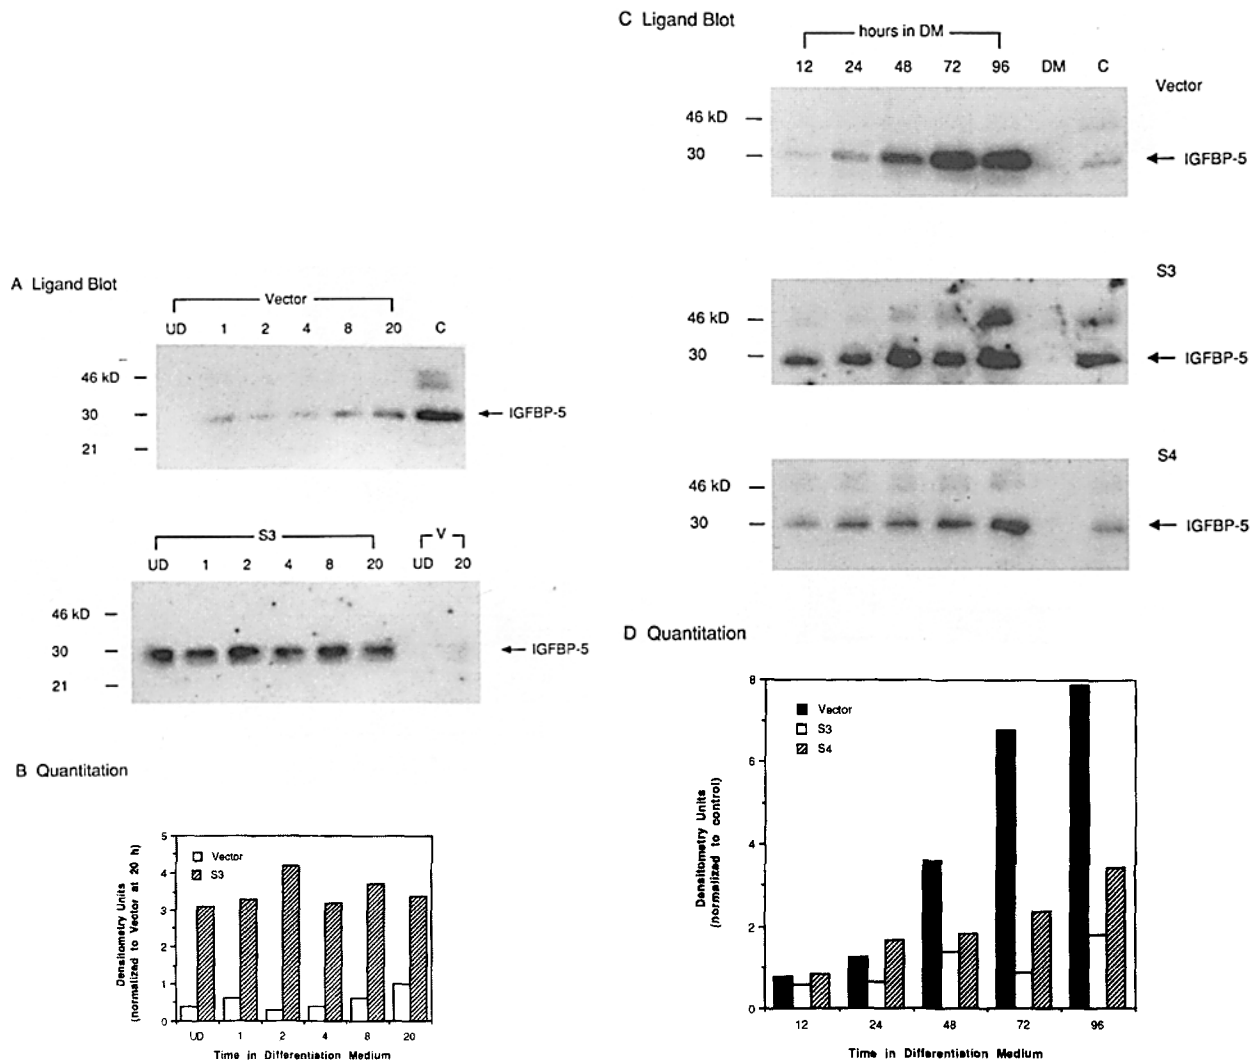 A Ligand Blot
Vector
UD 1 2 4 8 20 C
46 kD
30
21
IGFBP-5
S3 V
UD 1 2 4 8 20 UD 20
46 kD
30
21
IGFBP-5
B Quantitation
Densitometry Units
(normalized to Vector at 20 h)
5
4
3
2
1
0
Vector
S3
UD 1 2 4 8 20
Time in Differentiation Medium
C Ligand Blot
hours in DM
12 24 48 72 96 DM C
Vector
46 kD
30
IGFBP-5
S3
46 kD
30
IGFBP-5
S4
46 kD
30
IGFBP-5
D Quantitation
Densitometry Units
(normalized to control)
8
6
4
2
0
Vector
S3
S4
12 24 48 72 96
Time in Differentiation Medium